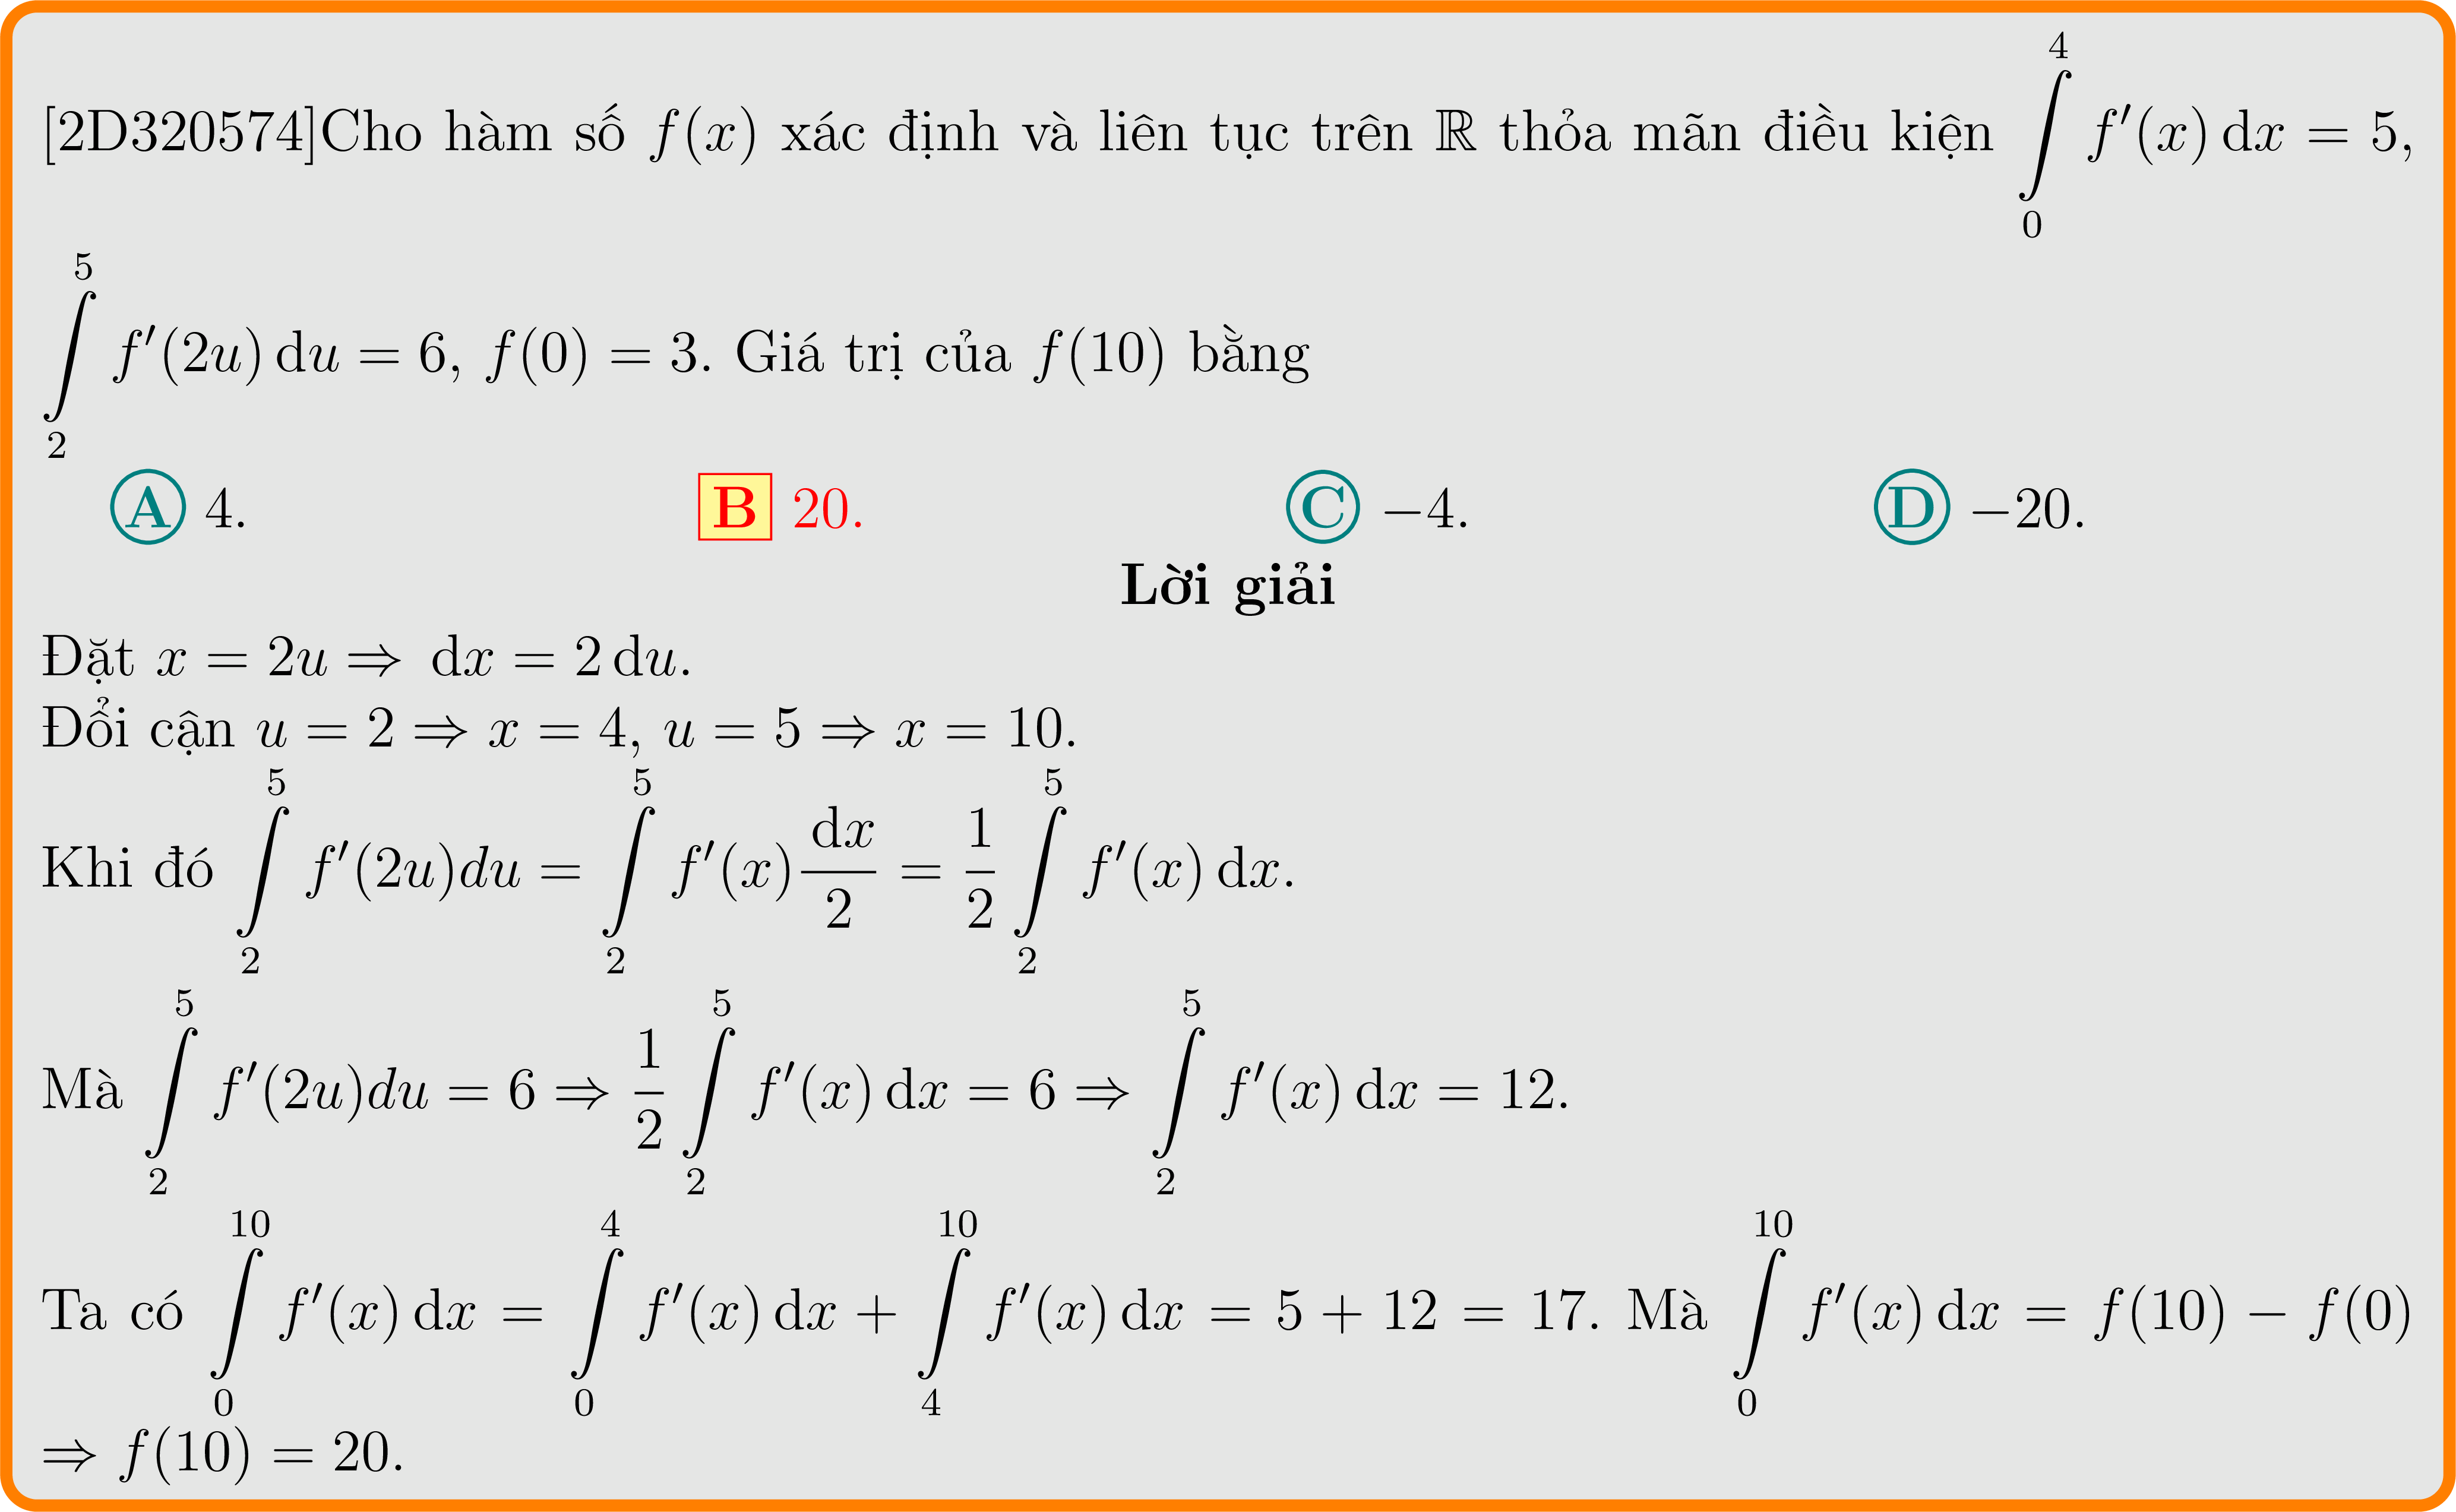 [2D320574]Cho hàm số $f(x)$ xác định và liên tục trên $\mathbb{R}$ thỏa mãn điều kiện $\int\limits_0^4 f'(x)\,\mathrm{d}x = 5$,
$\int\limits_2^5 f'(2u)\,\mathrm{d}u = 6$, $f(0) = 3$. Giá trị của $f(10)$ bằng
A 4. B 20. C −4. D −20.
Lời giải
Đặt $x = 2u \Rightarrow \mathrm{d}x = 2\,\mathrm{d}u$.
Đổi cận $u = 2 \Rightarrow x = 4$, $u = 5 \Rightarrow x = 10$.
Khi đó $\int\limits_2^5 f'(2u)du = \int\limits_2^5 f'(x)\frac{\mathrm{d}x}{2} = \frac{1}{2}\int\limits_2^5 f'(x)\,\mathrm{d}x$.
Mà $\int\limits_2^5 f'(2u)du = 6 \Rightarrow \frac{1}{2}\int\limits_2^5 f'(x)\,\mathrm{d}x = 6 \Rightarrow \int\limits_2^5 f'(x)\,\mathrm{d}x = 12$.
Ta có $\int\limits_0^{10} f'(x)\,\mathrm{d}x = \int\limits_0^4 f'(x)\,\mathrm{d}x + \int\limits_4^{10} f'(x)\,\mathrm{d}x = 5 + 12 = 17$. Mà $\int\limits_0^{10} f'(x)\,\mathrm{d}x = f(10) - f(0)$
$\Rightarrow f(10) = 20$.